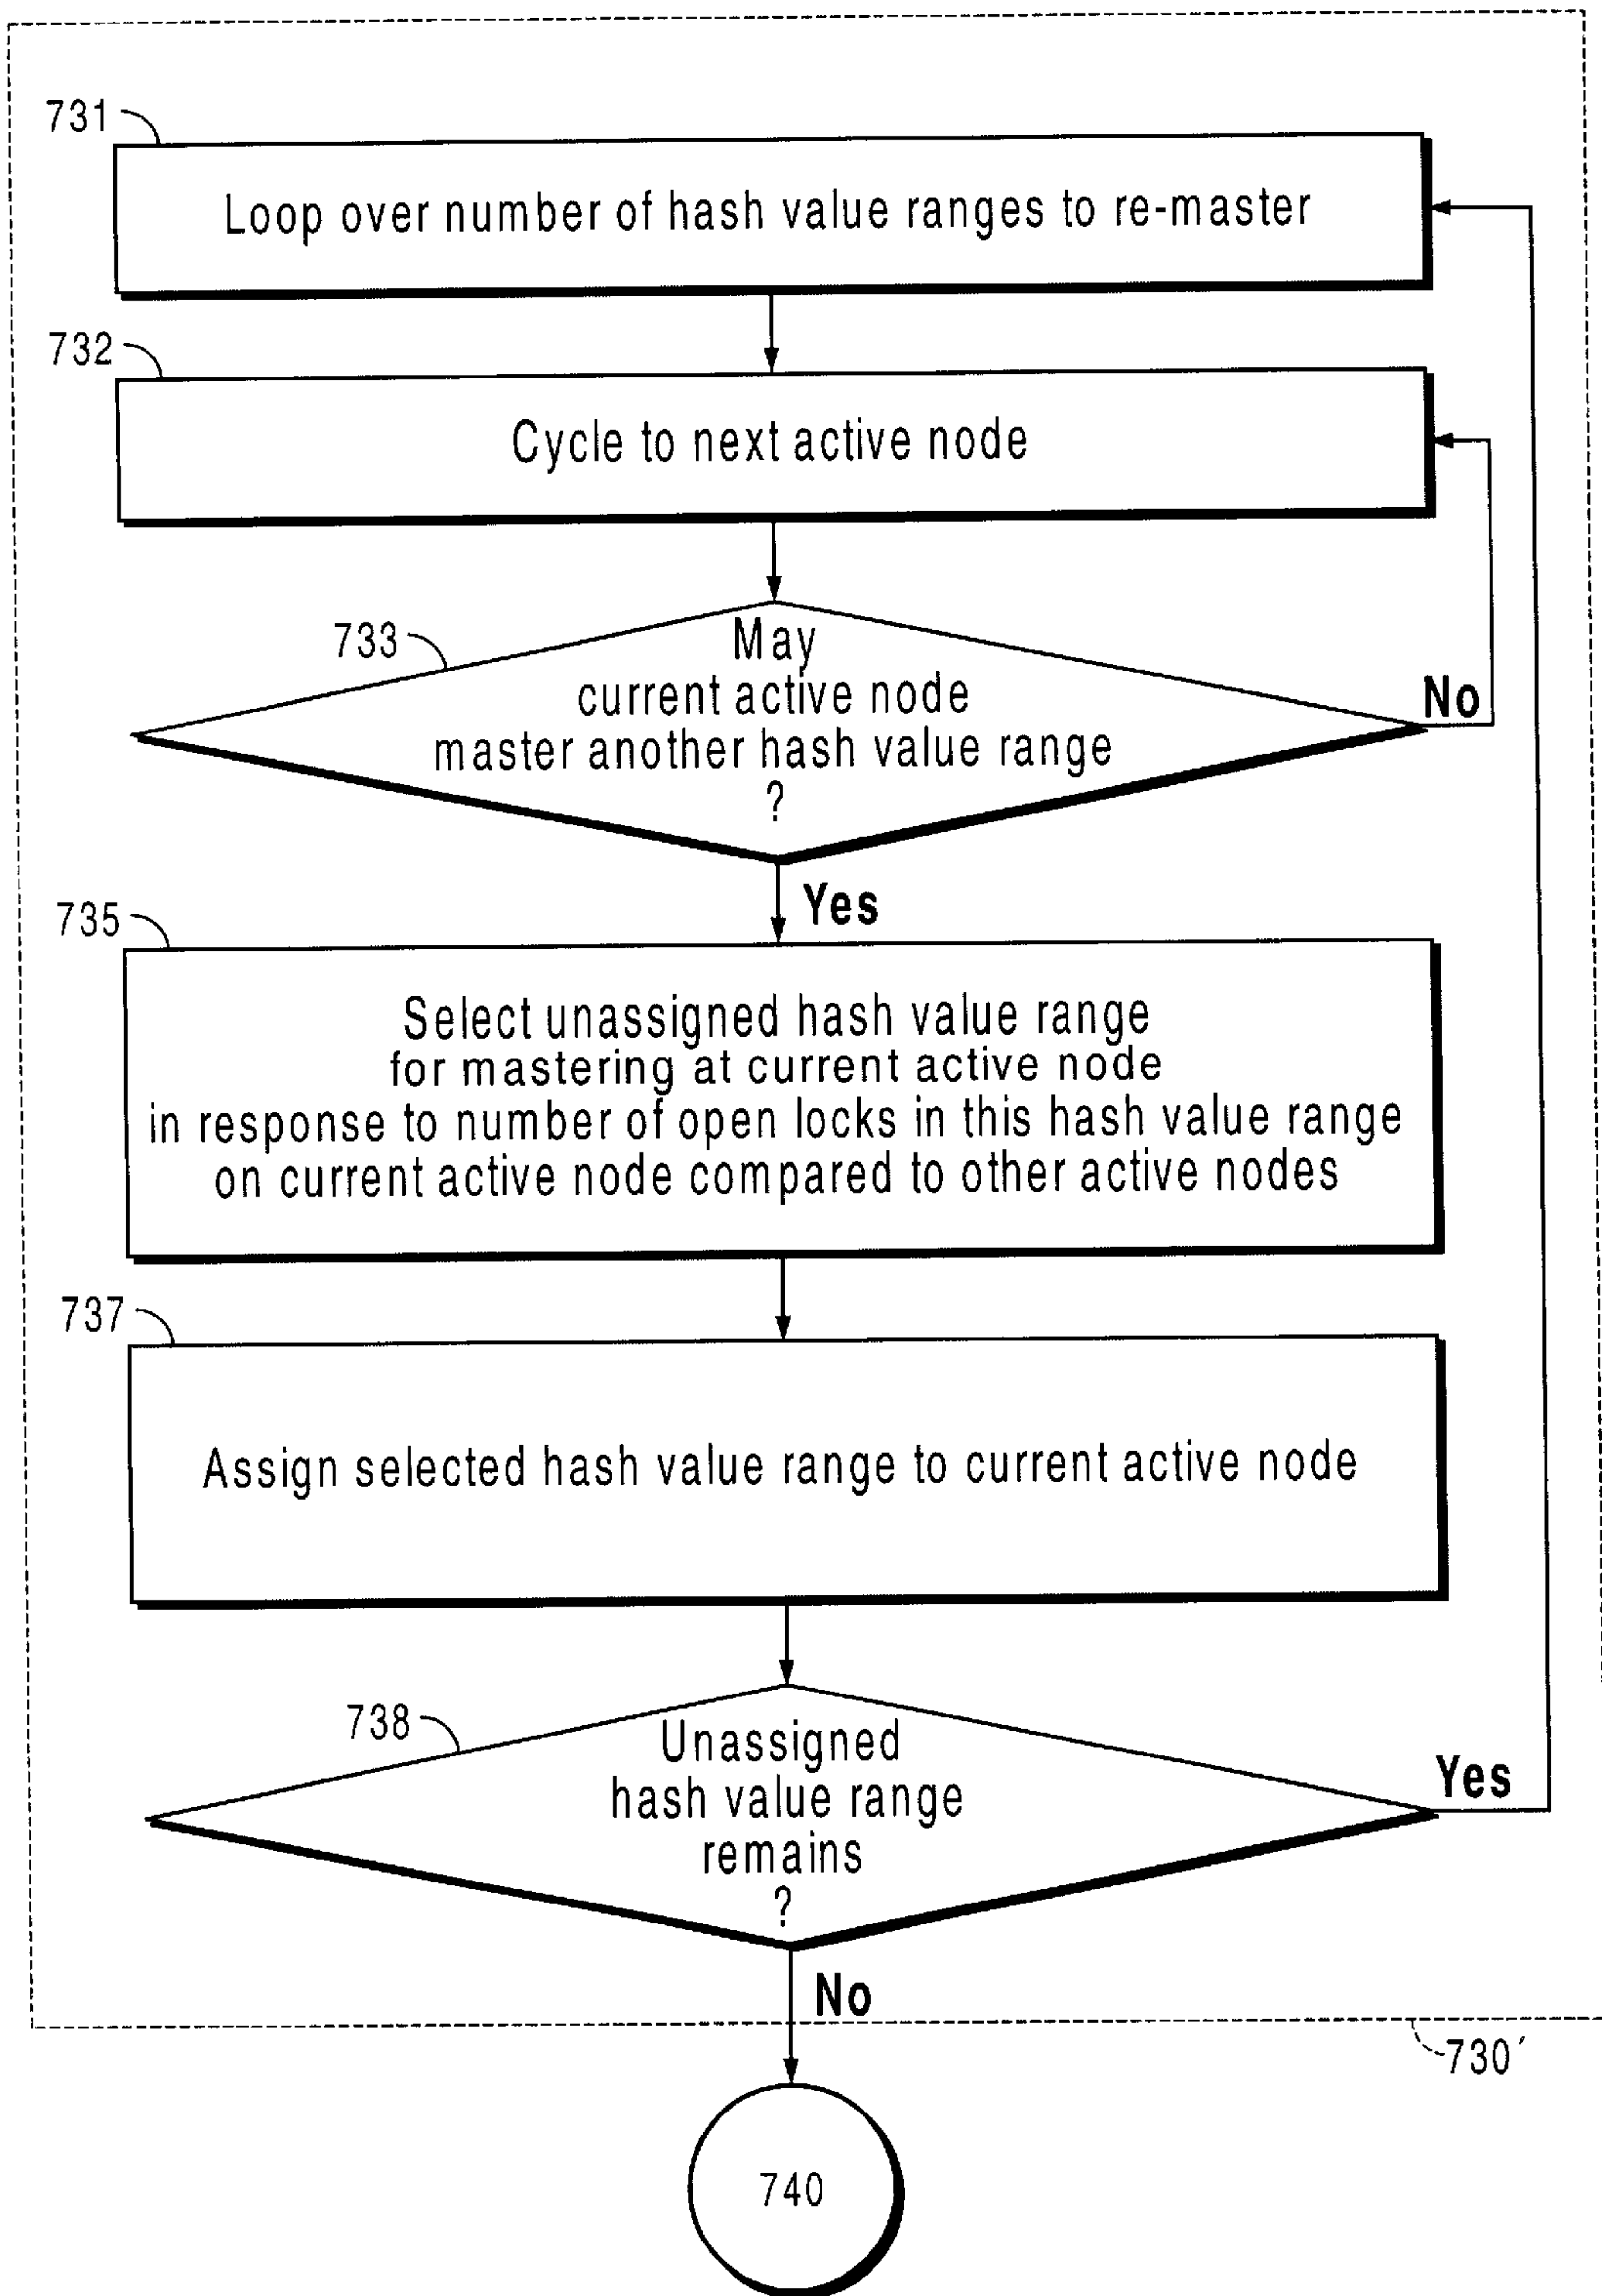 731
Loop over number of hash value ranges to re-master
732
Cycle to next active node
733
May
current active node
master another hash value range
?
No
Yes
735
Select unassigned hash value range
for mastering at current active node
in response to number of open locks in this hash value range
on current active node compared to other active nodes
737
Assign selected hash value range to current active node
738
Unassigned
hash value range
remains
?
Yes
No
730′
740